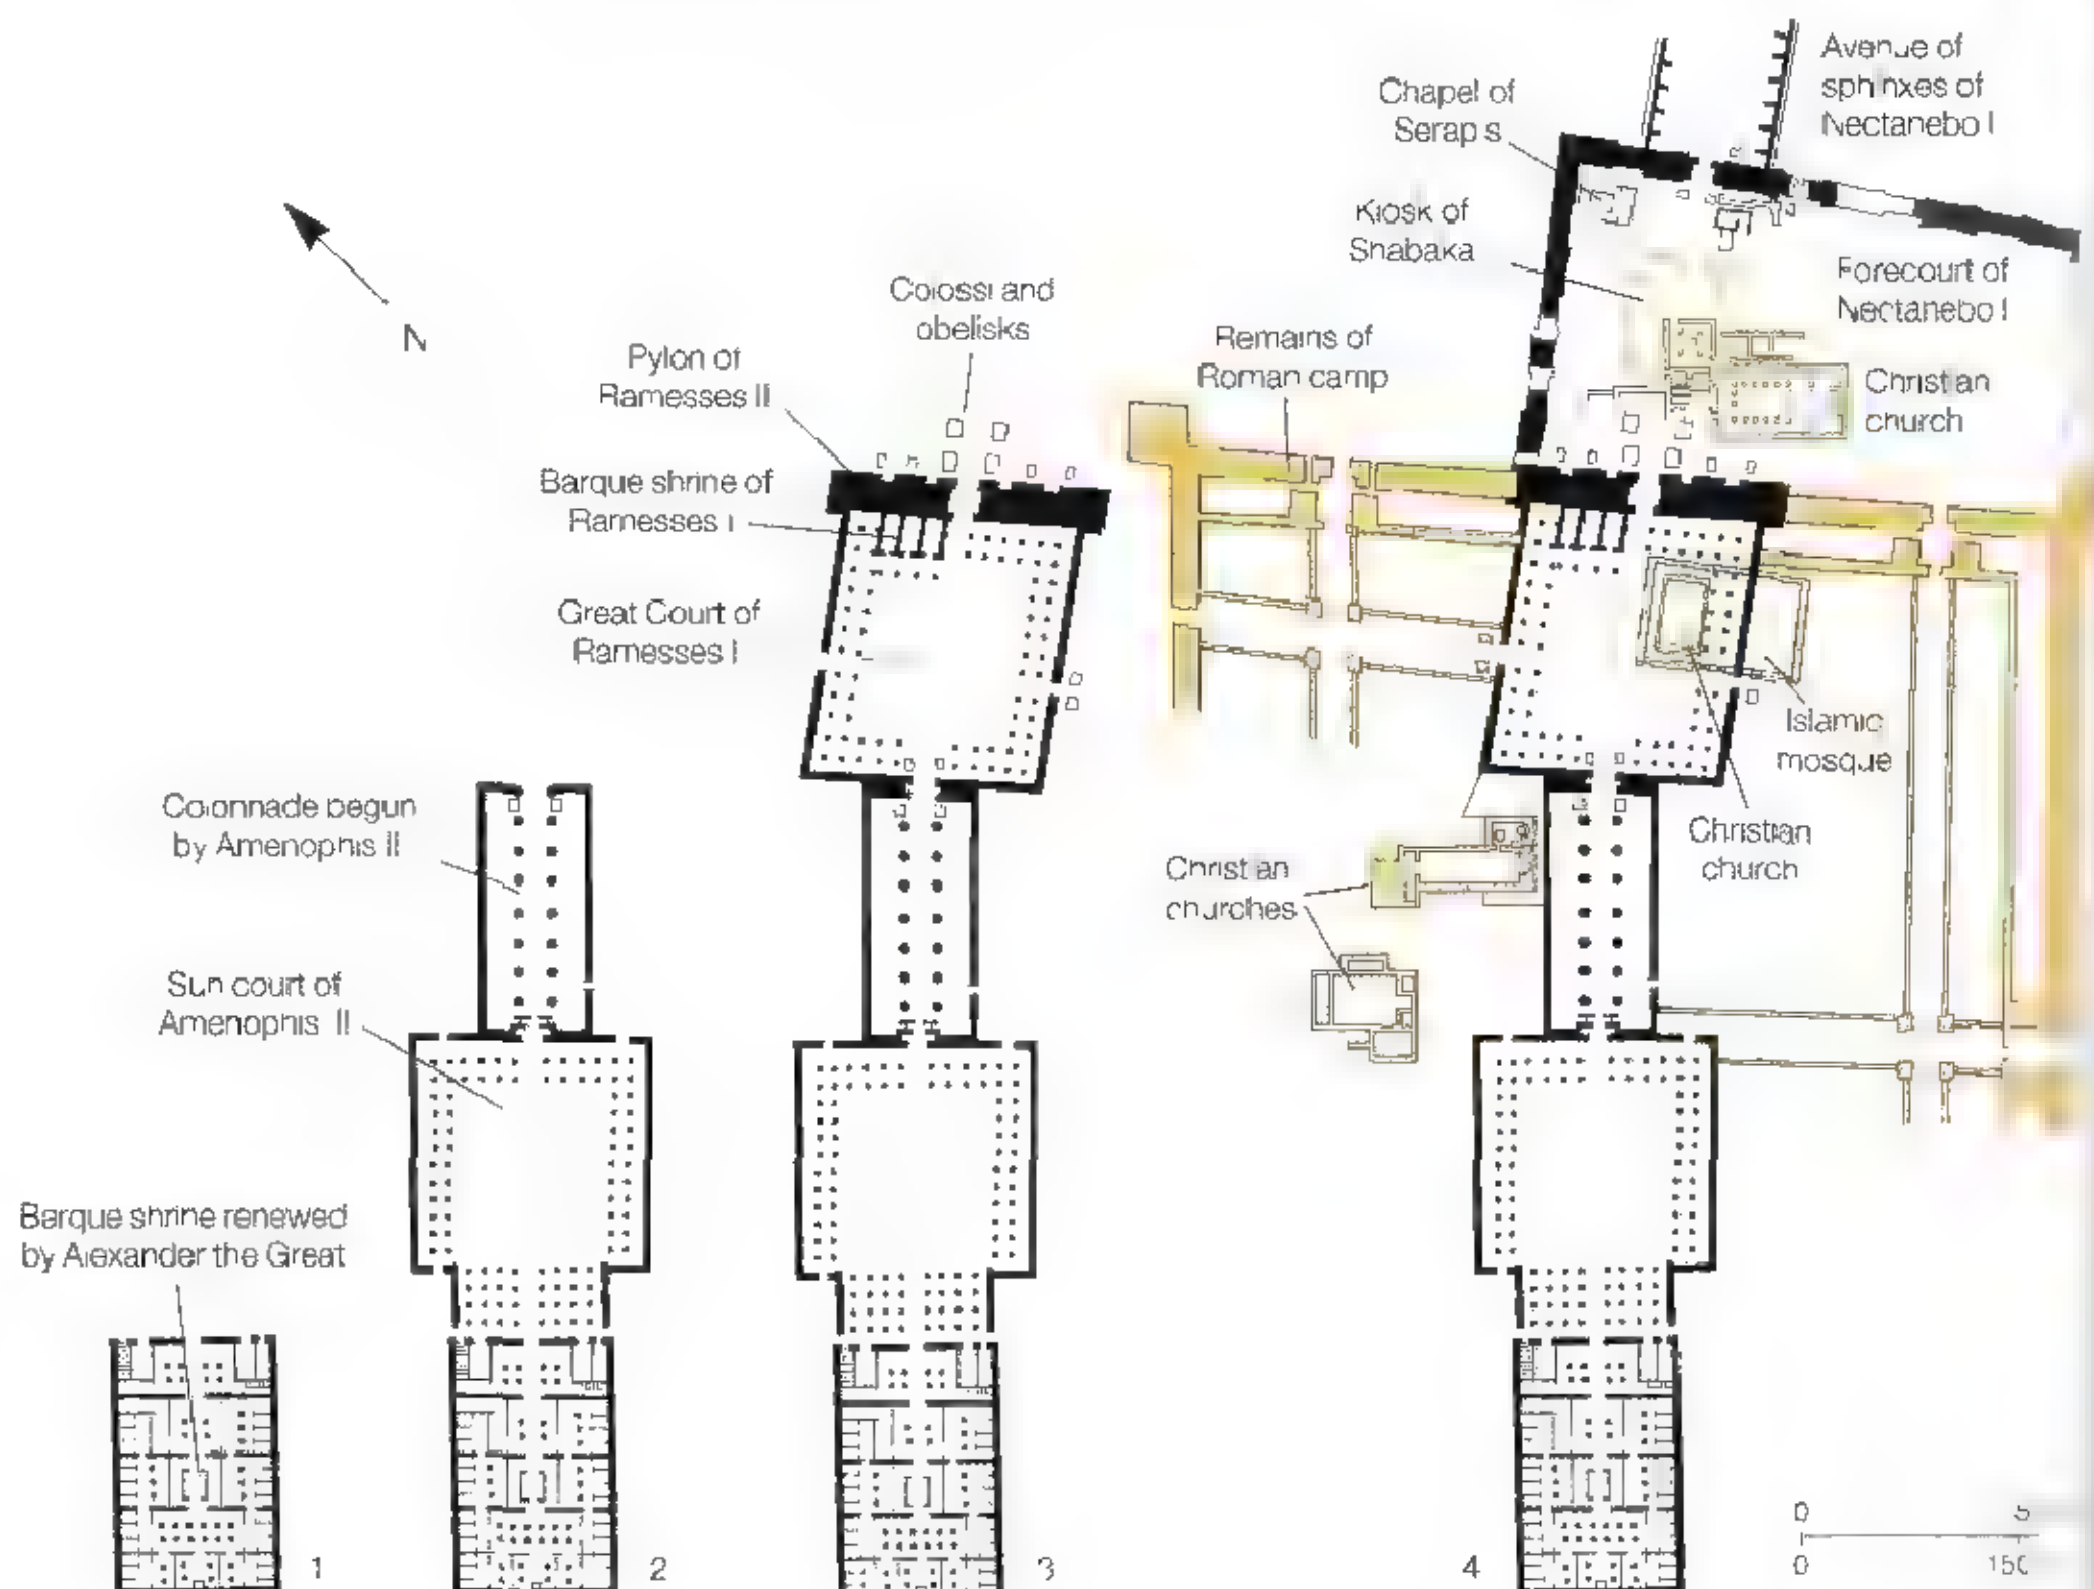 Avenue of
sphinxes of
Nectanebo I
Chapel of
Serapis
Kiosk of
Shabaka
Forecourt of
Nectanebo I
Colossi and
obelisks
N
Remains of
Roman camp
Pylon of
Ramesses II
Christian
church
Barque shrine of
Ramesses I
Great Court of
Ramesses I
Islamic
mosque
Colonnade begun
by Amenophis II
Christian
church
Christian
churches
Sun court of
Amenophis II
Barque shrine renewed
by Alexander the Great
0
0 150
1
2
3
4